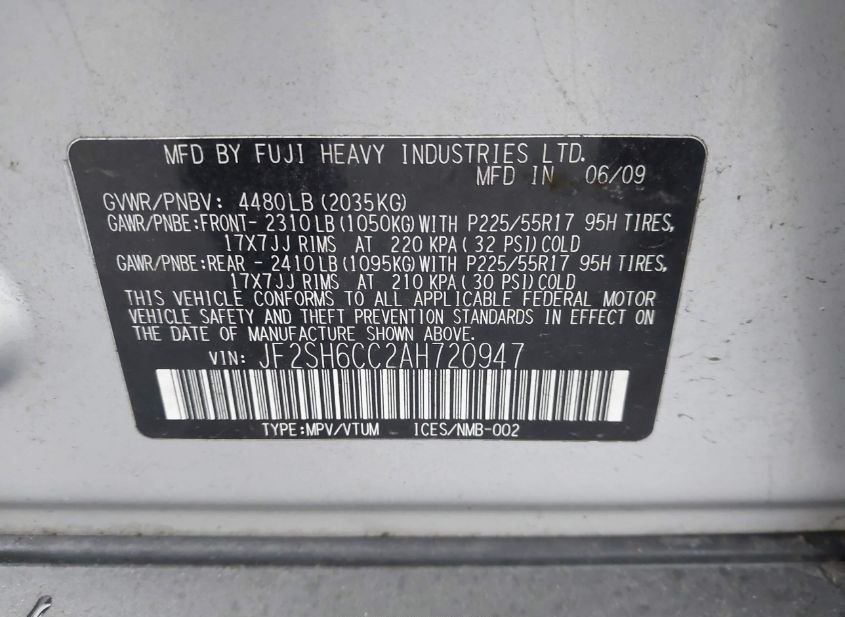 MFD BY FUJI HEAVY INDUSTRIES LTD.
MFD IN 06/09
GVWR/PNBV: 4480LB(2035KG)
GAWR/PNBE:FRONT- 2310LB(1050KG)WITH P225/55R17 95H TIRES,
17X7JJ RIMS AT 220 KPA(32 PSI)COLD
GAWR/PNBE:REAR - 2410LB(1095KG)WITH P225/55R17 95H TIRES,
17X7JJ RIMS AT 210 KPA(30 PSI)COLD
THIS VEHICLE CONFORMS TO ALL APPLICABLE FEDERAL MOTOR
VEHICLE SAFETY AND THEFT PREVENTION STANDARDS IN EFFECT ON
THE DATE OF MANUFACTURE SHOWN ABOVE.
VIN: JF2SH6CC2AH720947
TYPE:MPV/VTUM ICES/NMB-002